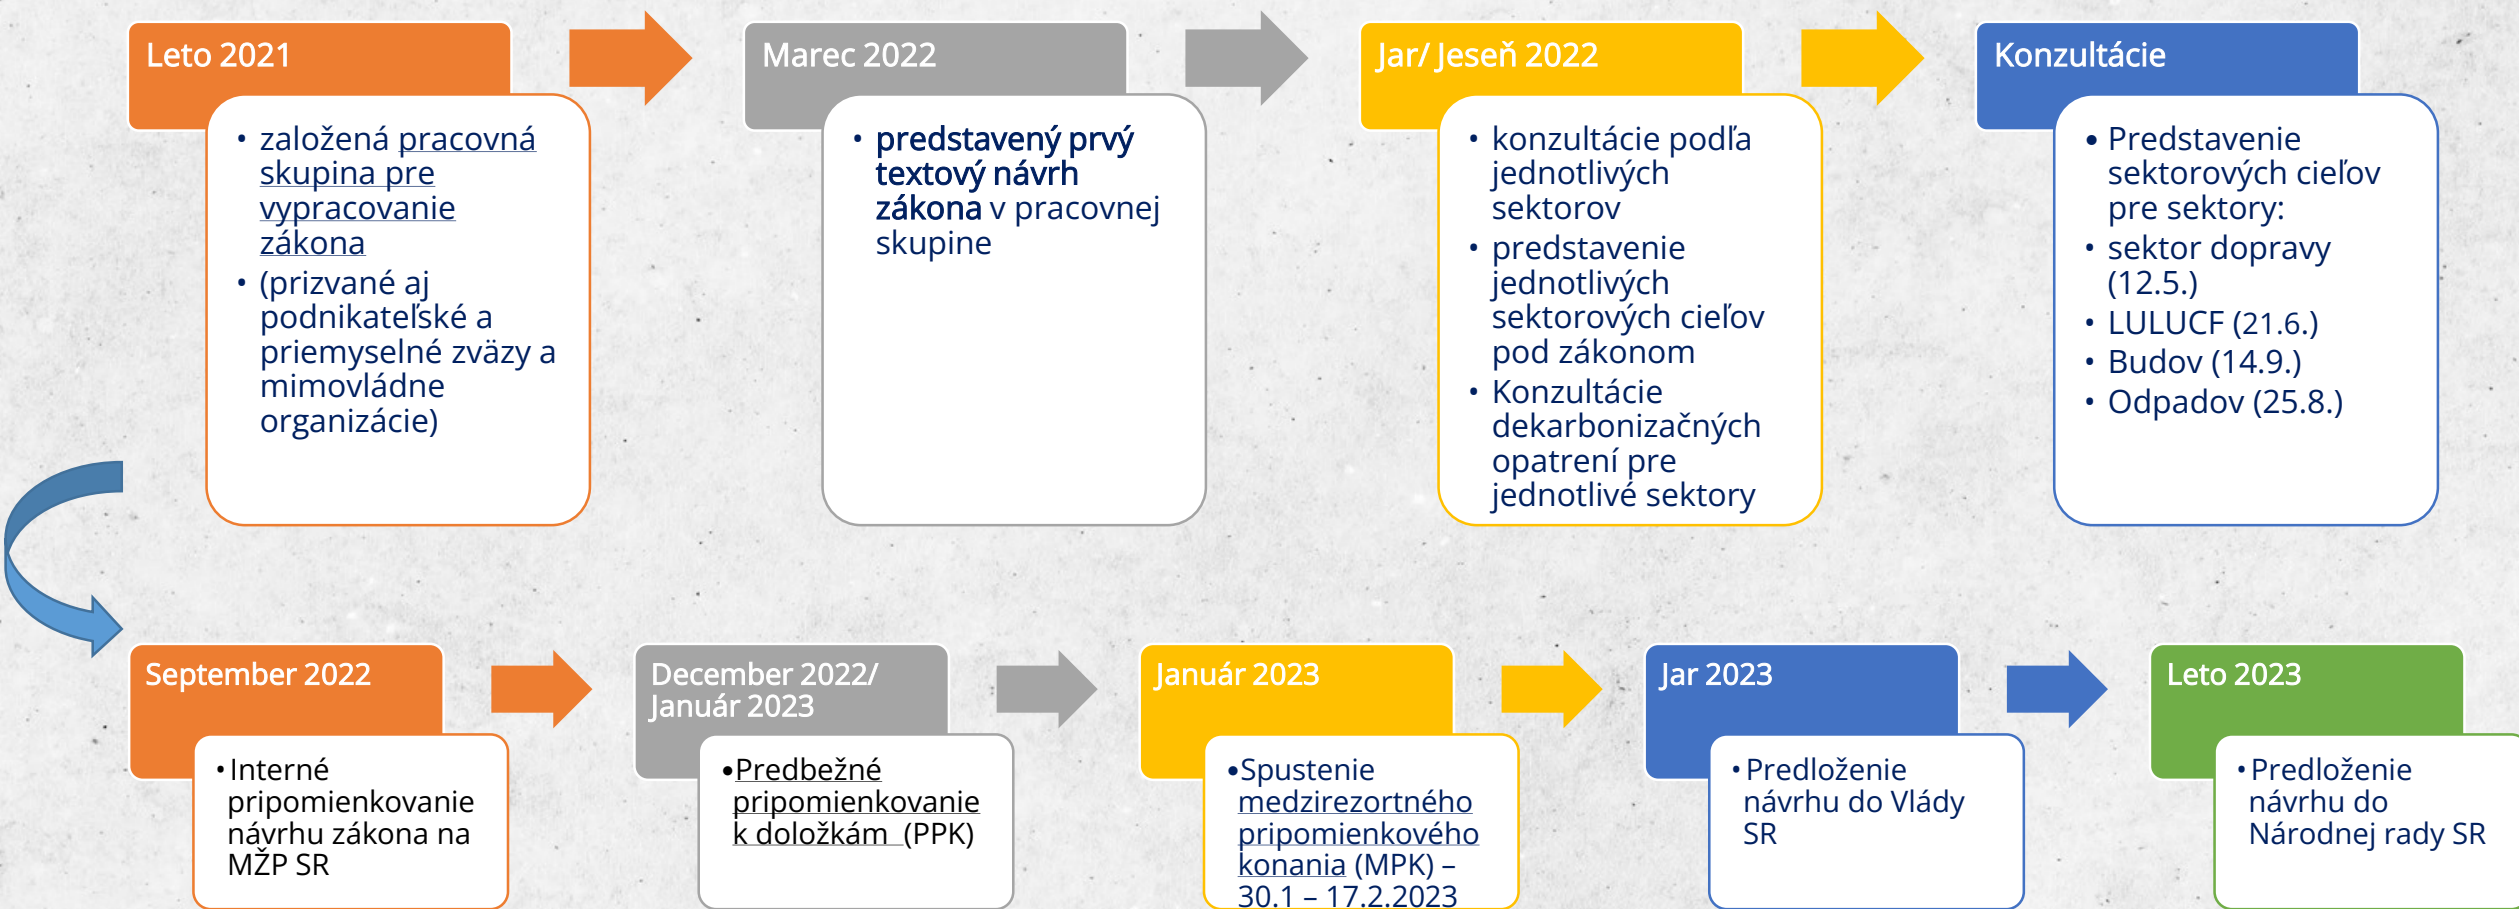 Leto 2021
• založená pracovná
skupina pre
vypracovanie
zákona
• (prizvané aj
podnikateľské a
priemyselné zväzy a
mimovládne
organizácie)
Marec 2022
• predstavený prvý
textový návrh
zákona v pracovnej
skupine
Jar/ Jeseň 2022
• konzultácie podľa
jednotlivých
sektorov
• predstavenie
jednotlivých
sektorových cieľov
pod zákonom
• Konzultácie
dekarbonizačných
opatrení pre
jednotlivé sektory
Konzultácie
• Predstavenie
sektorových cieľov
pre sektory:
• sektor dopravy
(12.5.)
• LULUCF (21.6.)
• Budov (14.9.)
• Odpadov (25.8.)
September 2022
• Interné
pripomienkovanie
návrhu zákona na
MŽP SR
December 2022/
Január 2023
• Predbežné
pripomienkovanie
k doložkám (PPK)
Január 2023
• Spustenie
medzirezortného
pripomienkového
konania (MPK) –
30.1 – 17.2.2023
Jar 2023
• Predloženie
návrhu do Vlády
SR
Leto 2023
• Predloženie
návrhu do
Národnej rady SR